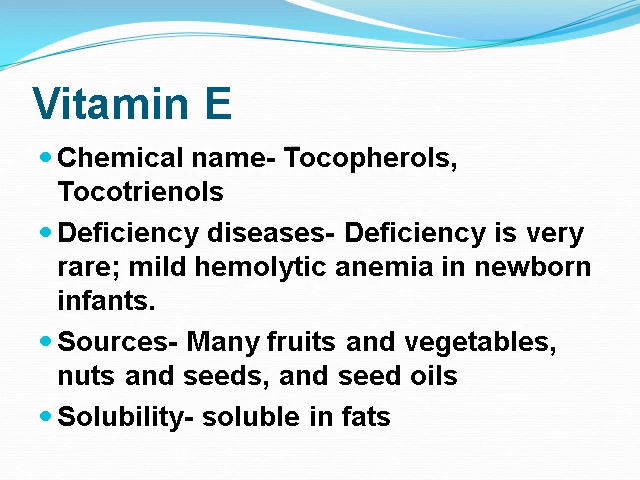 Vitamin E
Chemical name- Tocopherols,
Tocotrienols
Deficiency diseases- Deficiency is very
rare; mild hemolytic anemia in newborn
infants.
Sources- Many fruits and vegetables,
nuts and seeds, and seed oils
Solubility- soluble in fats